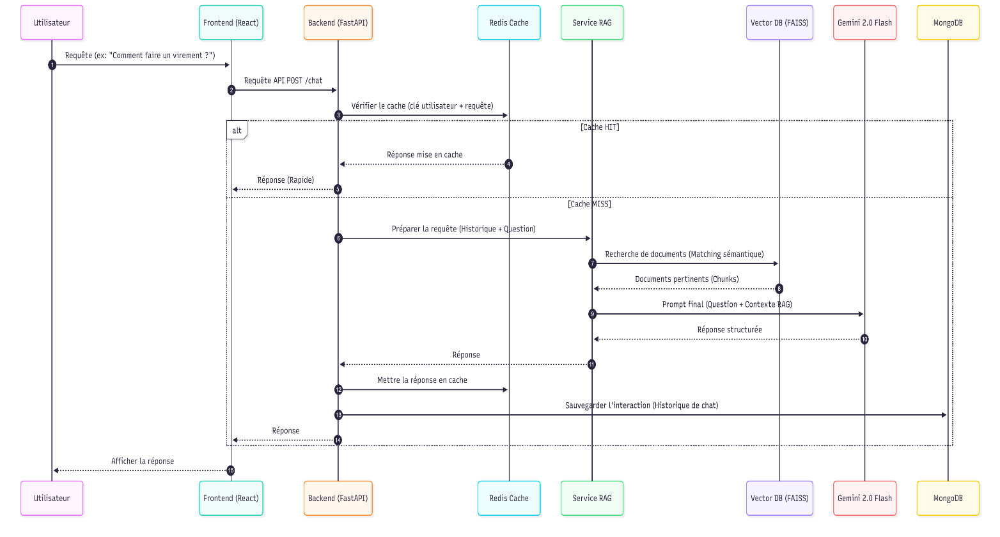 Utilisateur
Frontend (React)
Backend (FastAPI)
Redis Cache
Service RAG
Vector DB (FAISS)
Gemini 2.0 Flash
MongoDB
Requête (ex: "Comment faire un virement ?")
1
Requête API POST /chat
2
Vérifier le cache (clé utilisateur + requête)
3
alt
[Cache HIT]
Réponse mise en cache
4
Réponse (Rapide)
5
[Cache MISS]
Préparer la requête (Historique + Question)
6
Recherche de documents (Matching sémantique)
7
Documents pertinents (Chunks)
8
Prompt final (Question + Contexte RAG)
9
Réponse structurée
10
Réponse
11
Mettre la réponse en cache
12
Sauvegarder l'interaction (Historique de chat)
13
Réponse
14
Afficher la réponse
15
Utilisateur
Frontend (React)
Backend (FastAPI)
Redis Cache
Service RAG
Vector DB (FAISS)
Gemini 2.0 Flash
MongoDB